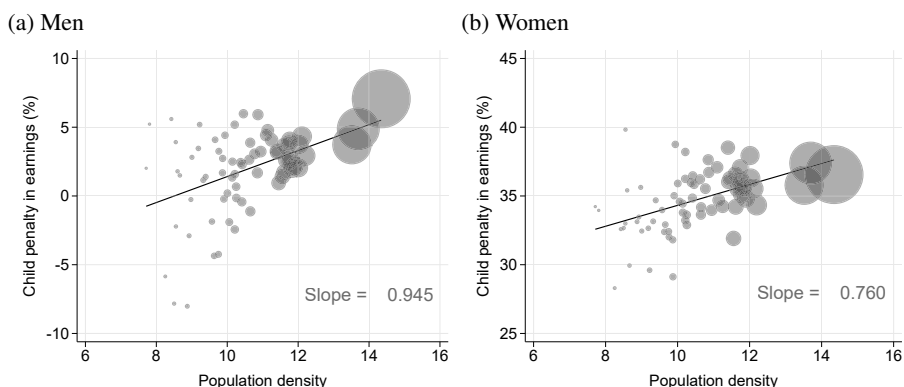 (a) Men
(b) Women
Child penalty in earnings (%)
10
5
0
-5
-10
Slope = 0.945
6 8 10 12 14 16
Population density
Child penalty in earnings (%)
45
40
35
30
25
Slope = 0.760
6 8 10 12 14 16
Population density